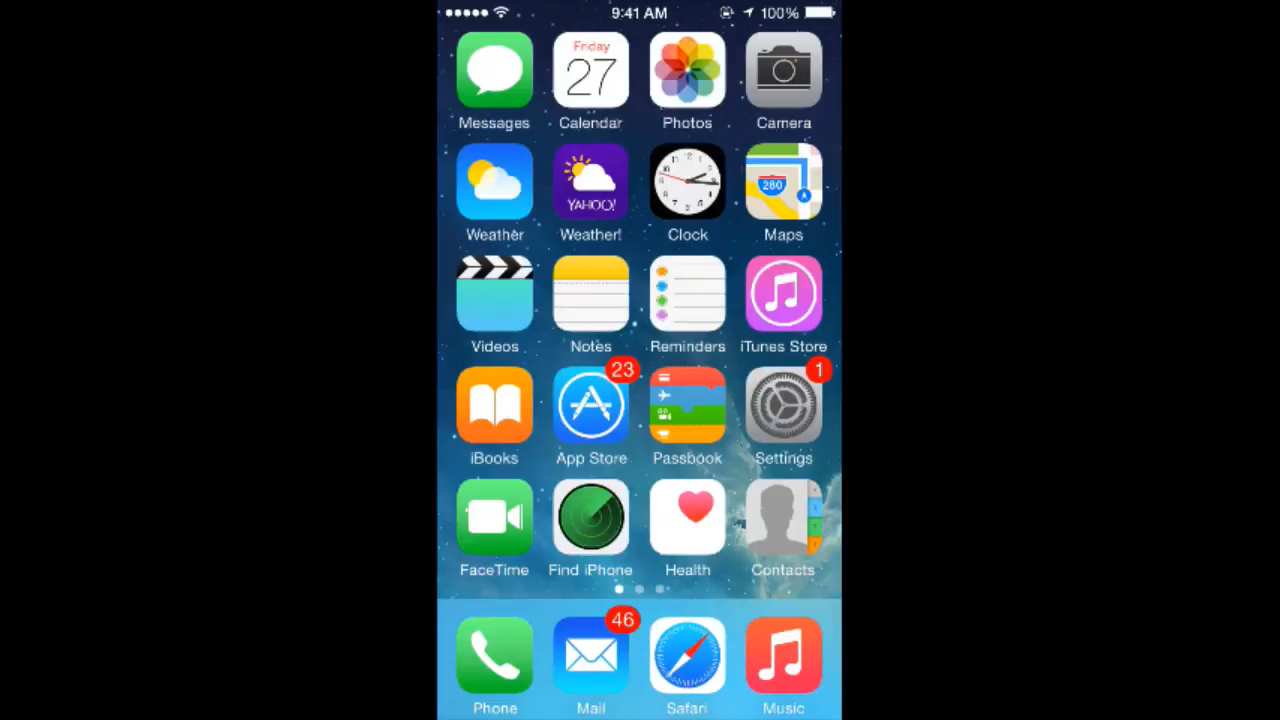 9:41 AM 100%
Friday
27
Messages Calendar Photos Camera
280
YAHOO!
Weather Weather! Clock Maps
Videos Notes Reminders iTunes Store
23 1
iBooks App Store Passbook Settings
FaceTime Find iPhone Health Contacts
46
Phone Mail Safari Music